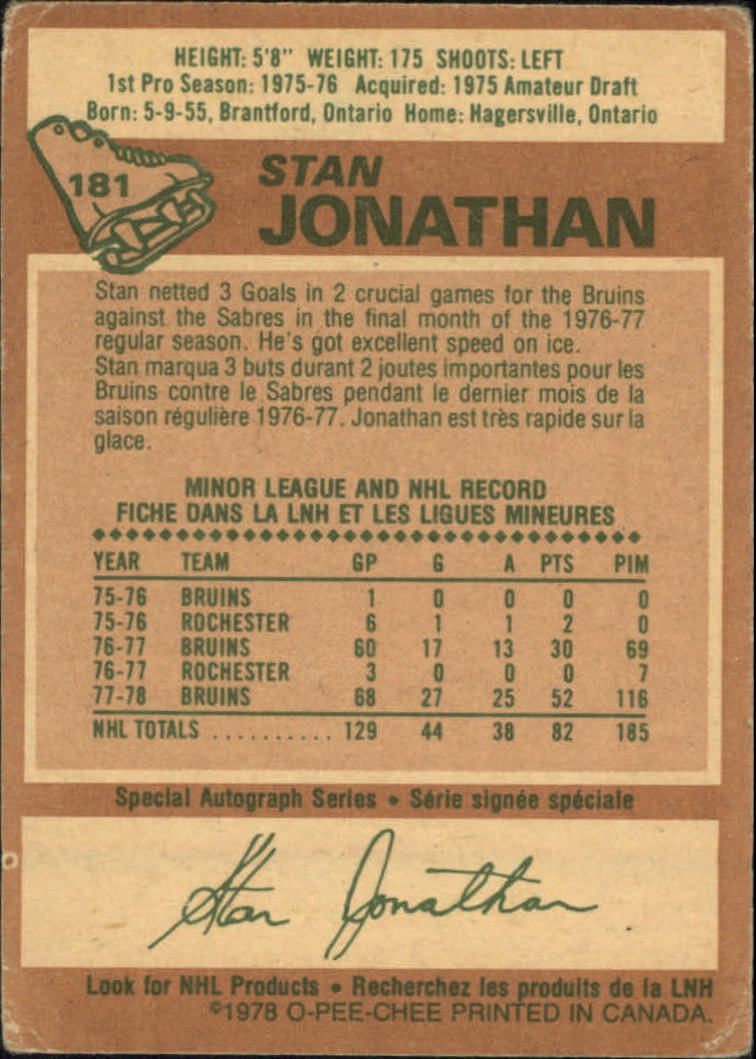 HEIGHT: 5'8" WEIGHT: 175 SHOOTS: LEFT
1st Pro Season: 1975-76 Acquired: 1975 Amateur Draft
Born: 5-9-55, Brantford, Ontario Home: Hagersville, Ontario
181
STAN
JONATHAN
Stan netted 3 Goals in 2 crucial games for the Bruins
against the Sabres in the final month of the 1976-77
regular season. He's got excellent speed on ice.
Stan marqua 3 buts durant 2 joutes importantes pour les
Bruins contre le Sabres pendant le dernier mois de la
saison régulière 1976-77. Jonathan est très rapide sur la
glace.
MINOR LEAGUE AND NHL RECORD
FICHE DANS LA LNH ET LES LIGUES MINEURES
YEAR TEAM GP G A PTS PIM
75-76 BRUINS 1 0 0 0 0
75-76 ROCHESTER 6 1 1 2 0
76-77 BRUINS 60 17 13 30 69
76-77 ROCHESTER 3 0 0 0 7
77-78 BRUINS 68 27 25 52 116
NHL TOTALS .......... 129 44 38 82 185
Special Autograph Series • Série signée spéciale
Stan Jonathan
Look for NHL Products • Recherchez les produits de la LNH
©1978 O-PEE-CHEE PRINTED IN CANADA.